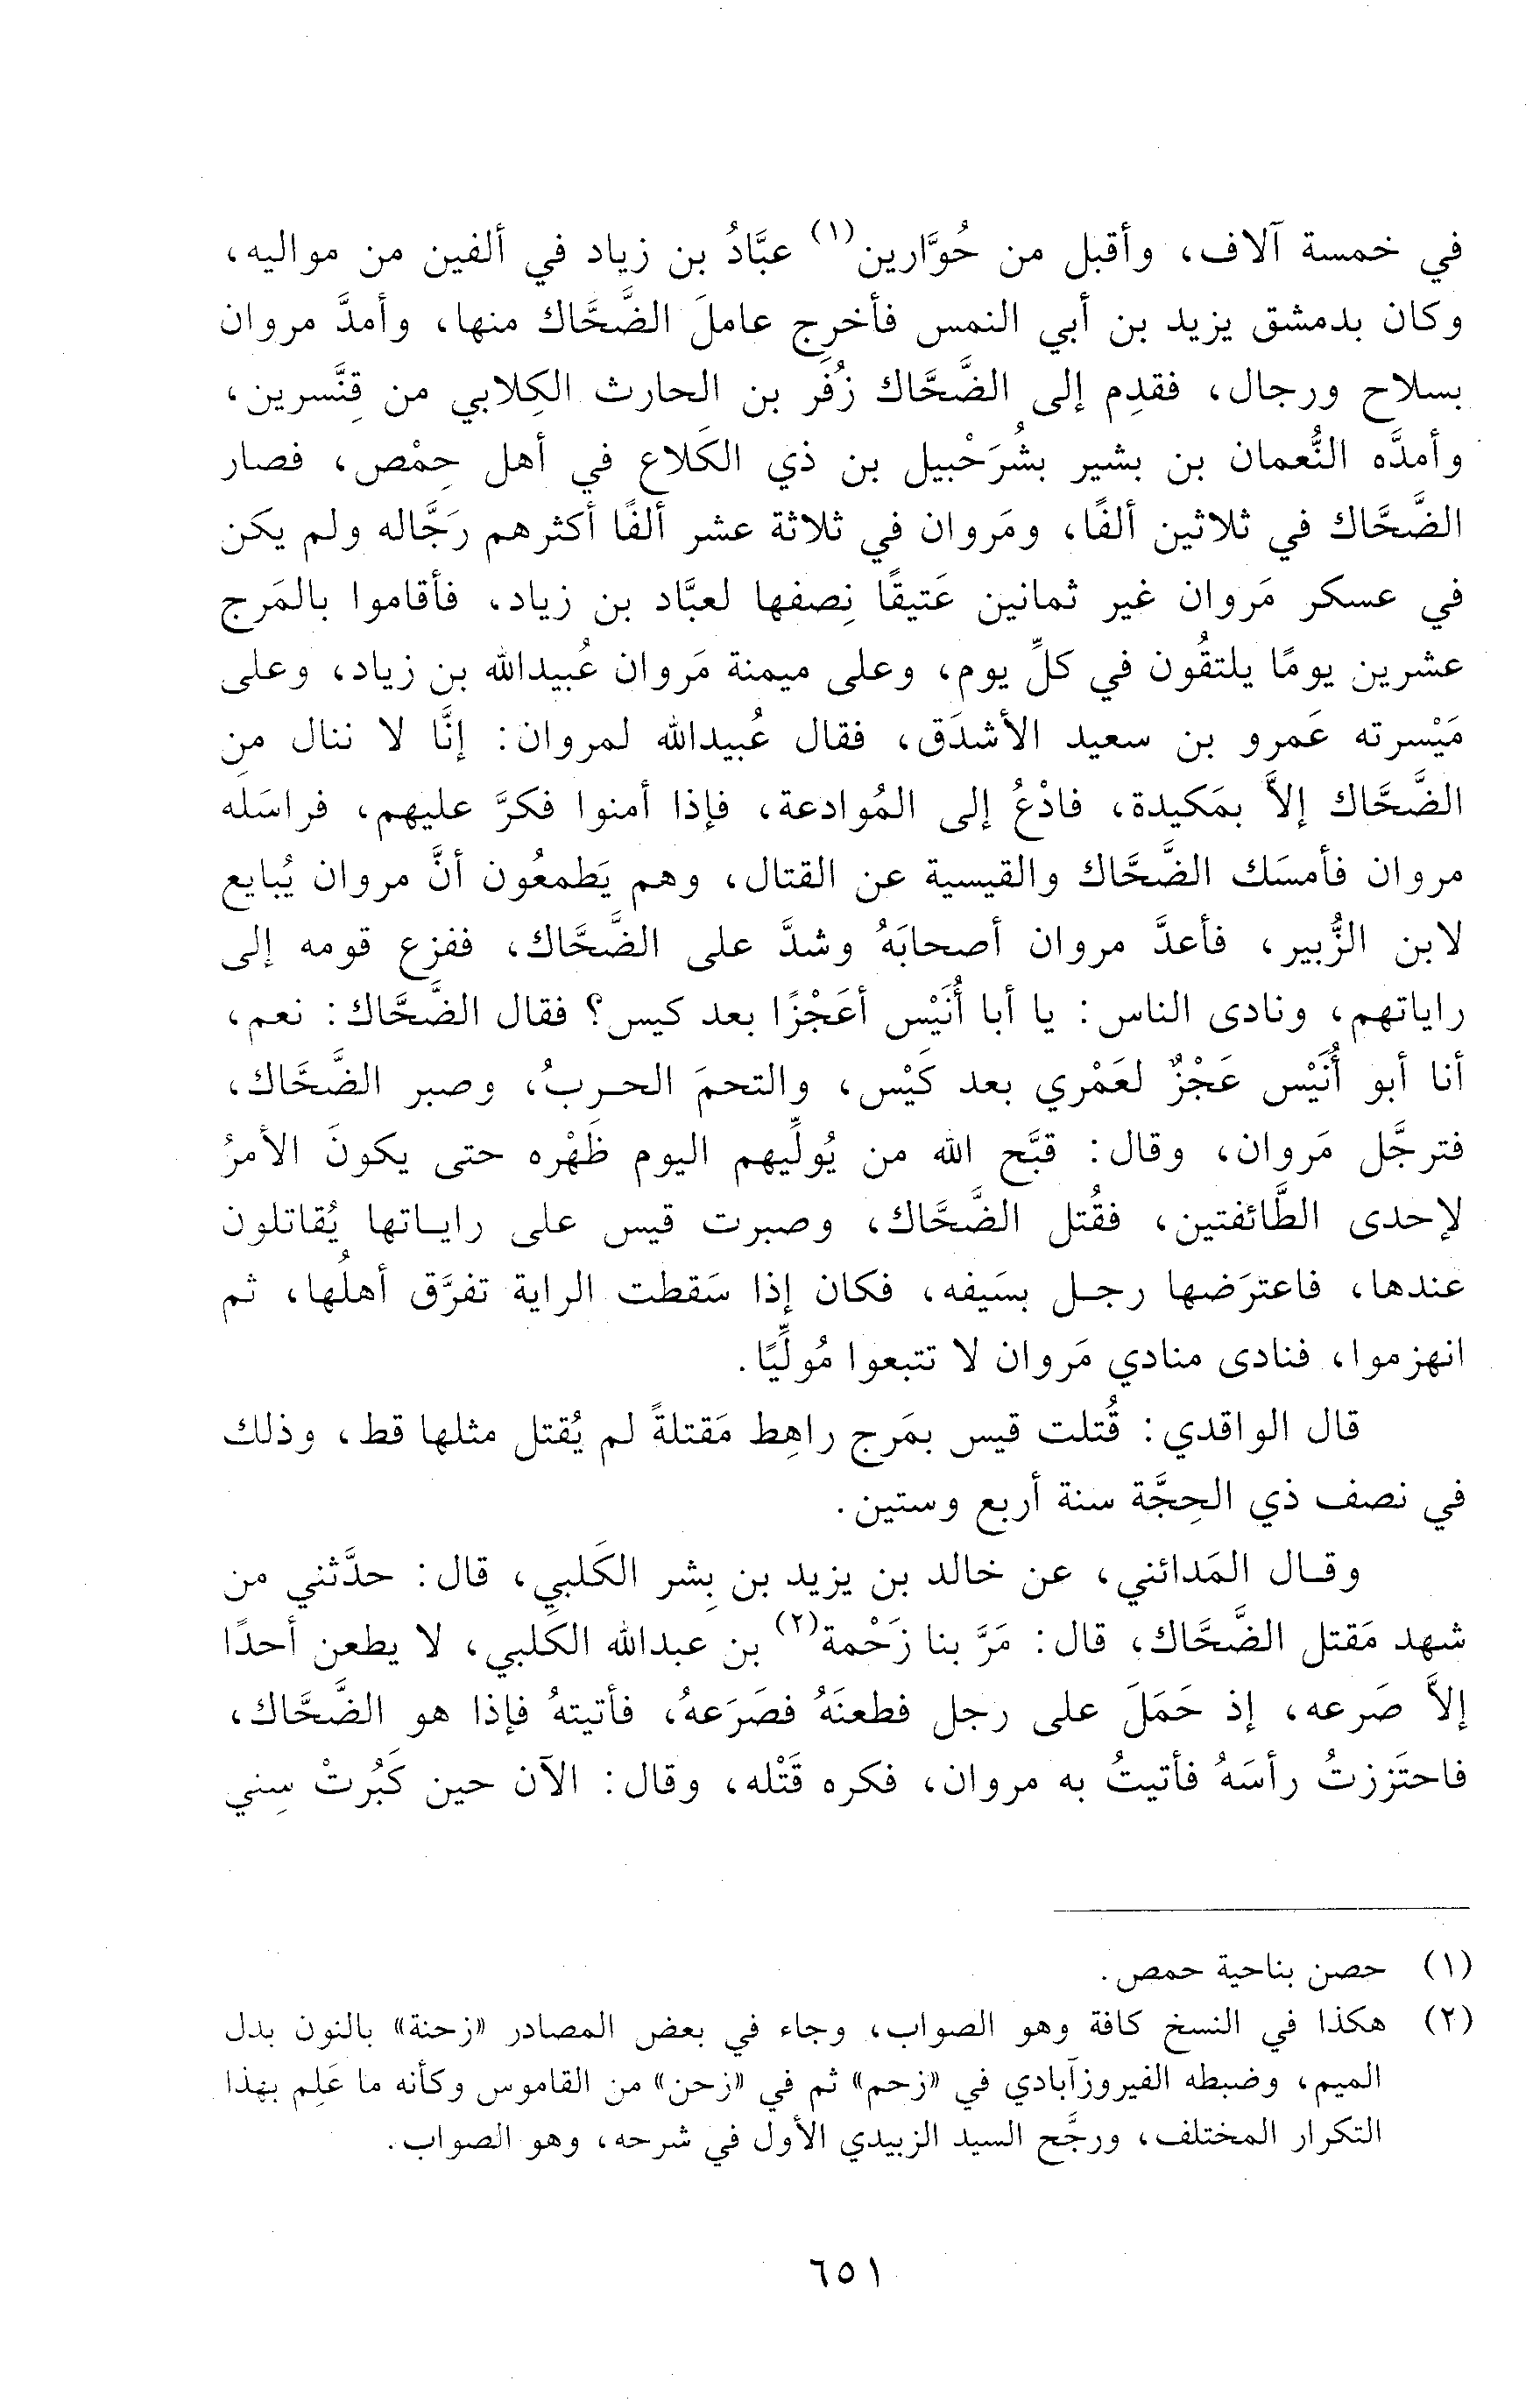 في خمسة آلاف، وأقبل من حُوَّارين(١) عبَّادُ بن زياد في ألفين من مواليه،
وكان بدمشق يزيد بن أبي النمس فأخرج عاملَ الضَّحَّاك منها، وأمدَّ مروان
بسلاح ورجال، فقدِم إلى الضَّحَّاك زُفَر بن الحارث الكِلابي من قِنَّسرين،
وأمدَّه النُّعمان بن بشير بشُرَحْبيل بن ذي الكَلاع في أهل حِمْص، فصار
الضَّحَّاك في ثلاثين ألفًا، ومَروان في ثلاثة عشر ألفًا أكثرهم رَجَّاله ولم يكن
في عسكر مَروان غير ثمانين عَتيقًا نِصفها لعبَّاد بن زياد، فأقاموا بالمَرج
عشرين يومًا يلتقُون في كلِّ يوم، وعلى ميمنة مَروان عُبيدالله بن زياد، وعلى
مَيْسرته عَمرو بن سعيد الأشدَق، فقال عُبيدالله لمروان: إنَّا لا ننال من
الضَّحَّاك إلاَّ بمَكيدة، فادْعُ إلى المُوادعة، فإذا أمنوا فكرَّ عليهم، فراسَلَه
مروان فأمسَك الضَّحَّاك والقيسية عن القتال، وهم يَطمعُون أنَّ مروان يُبايع
لابن الزُّبير، فأعدَّ مروان أصحابَهُ وشدَّ على الضَّحَّاك، ففزع قومه إلى
راياتهم، ونادى الناس: يا أبا أُنَيْس أعَجْزًا بعد كيس؟ فقال الضَّحَّاك: نعم،
أنا أبو أُنَيْس عَجْزٌ لعَمْري بعد كَيْس، والتحمَ الحربُ، وصبر الضَّحَّاك،
فترجَّل مَروان، وقال: قبَّح الله من يُولِّيهم اليوم ظَهْره حتى يكونَ الأمرُ
لإحدى الطَّائفتين، فقُتل الضَّحَّاك، وصبرت قيس على راياتها يُقاتلون
عندها، فاعترَضها رجل بسَيفه، فكان إذا سَقطت الراية تفرَّق أهلُها، ثم
انهزموا، فنادى منادي مَروان لا تتبعوا مُولِّيًا.
قال الواقدي: قُتلت قيس بمَرج راهِط مَقتلةً لم يُقتل مثلها قط، وذلك
في نصف ذي الحِجَّة سنة أربع وستين.
وقال المَدائني، عن خالد بن يزيد بن بِشر الكَلبي، قال: حدَّثني من
شهد مَقتل الضَّحَّاك، قال: مَرَّ بنا زَحْمة(٢) بن عبدالله الكَلبي، لا يطعن أحدًا
إلاَّ صَرعه، إذ حَمَلَ على رجل فطعنَهُ فصَرَعهُ، فأتيتهُ فإذا هو الضَّحَّاك،
فاحتَززتُ رأسَهُ فأتيتُ به مروان، فكره قَتْله، وقال: الآن حين كَبُرتْ سِني
(١) حصن بناحية حمص.
(٢) هكذا في النسخ كافة وهو الصواب، وجاء في بعض المصادر «زحنة» بالنون بدل
الميم، وضبطه الفيروزآبادي في «زحم» ثم في «زحن» من القاموس وكأنه ما عَلِم بهذا
التكرار المختلف، ورجَّح السيد الزبيدي الأول في شرحه، وهو الصواب.
٦٥١